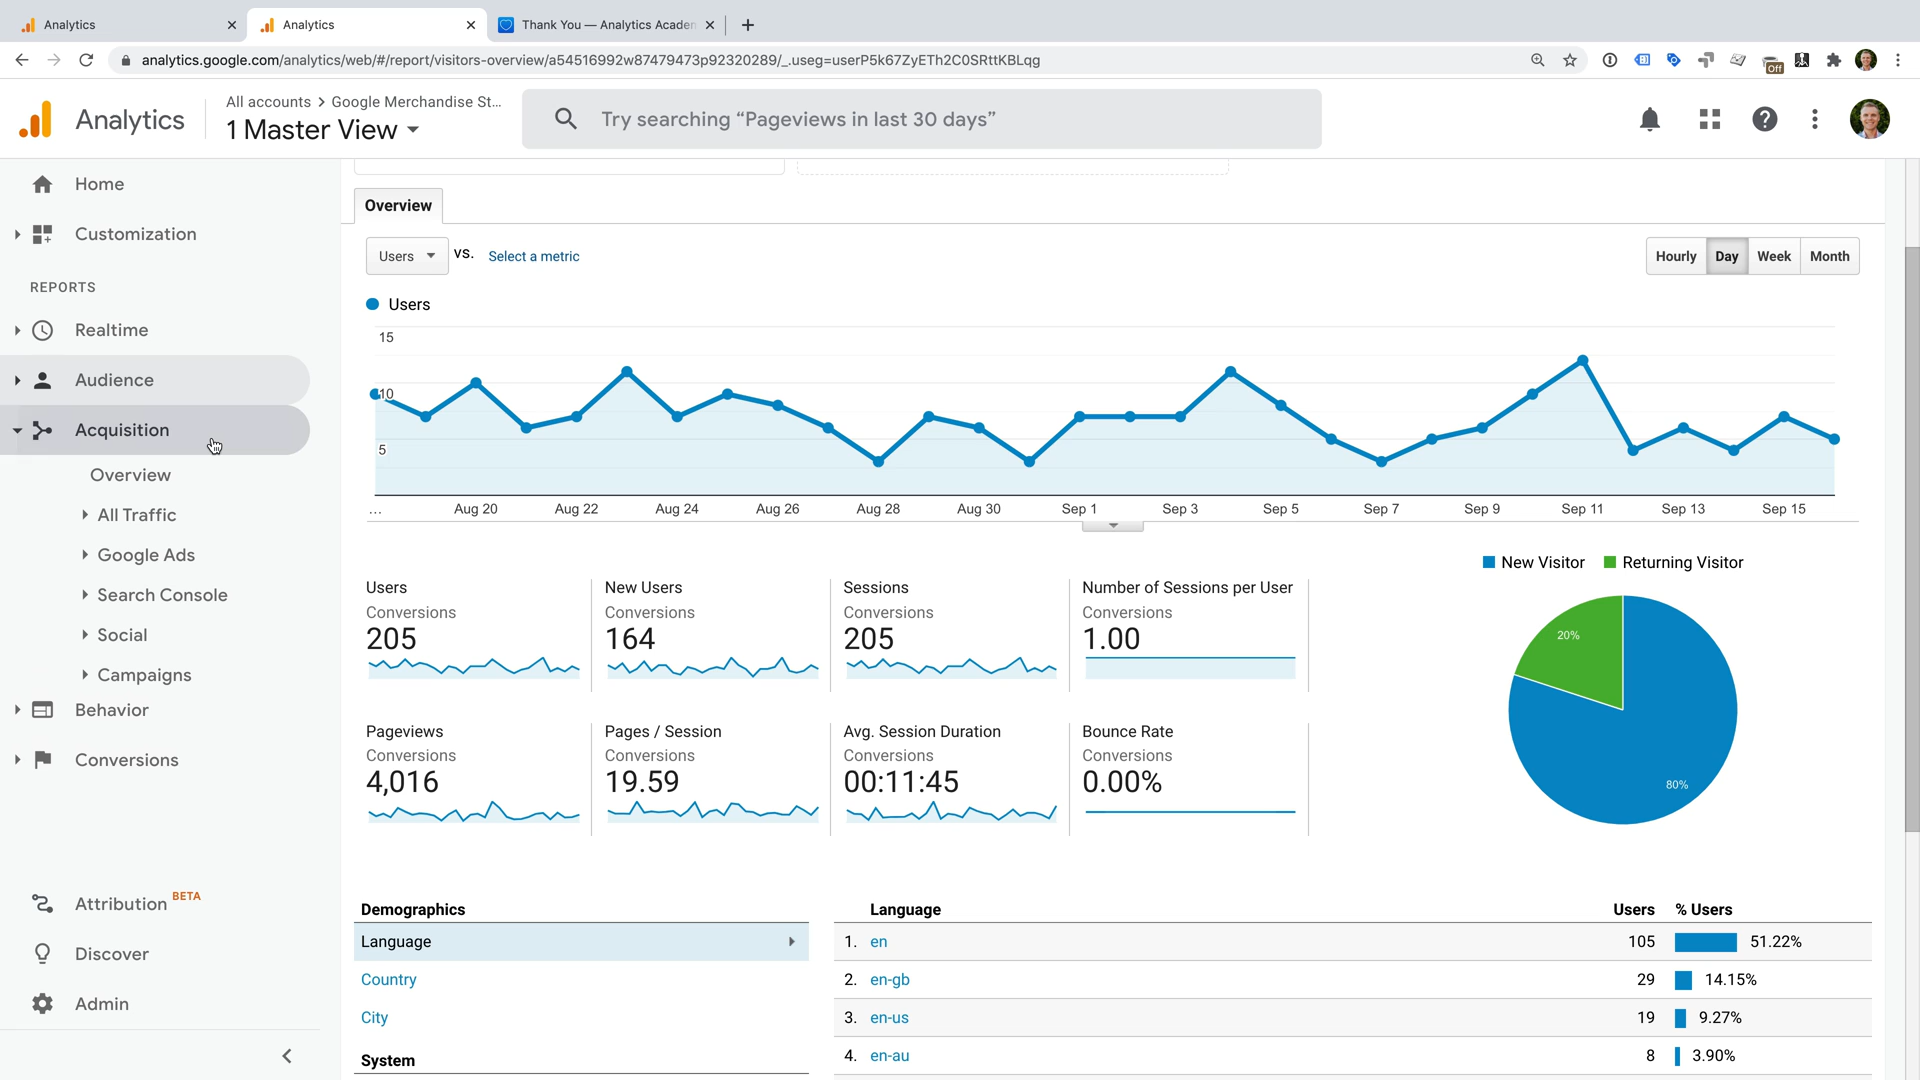 Analytics
Analytics
Thank You — Analytics Academ
analytics.google.com/analytics/web/#/report/visitors-overview/a54516992w87479473p92320289/_.useg=userP5k67ZyETh2C0SRttKBLqg
Off
Analytics
All accounts > Google Merchandise St...
1 Master View
Try searching “Pageviews in last 30 days”
Home
Customization
REPORTS
Realtime
Audience
Acquisition
Overview
All Traffic
Google Ads
Search Console
Social
Campaigns
Behavior
Conversions
Attribution BETA
Discover
Admin
Overview
Users VS. Select a metric
Hourly Day Week Month
Users
15
10
5
... Aug 20 Aug 22 Aug 24 Aug 26 Aug 28 Aug 30 Sep 1 Sep 3 Sep 5 Sep 7 Sep 9 Sep 11 Sep 13 Sep 15
Users
Conversions
205
New Users
Conversions
164
Sessions
Conversions
205
Number of Sessions per User
Conversions
1.00
Pageviews
Conversions
4,016
Pages / Session
Conversions
19.59
Avg. Session Duration
Conversions
00:11:45
Bounce Rate
Conversions
0.00%
New Visitor Returning Visitor
20%
80%
Demographics
Language
Country
City
System
Language Users % Users
1. en 105 51.22%
2. en-gb 29 14.15%
3. en-us 19 9.27%
4. en-au 8 3.90%